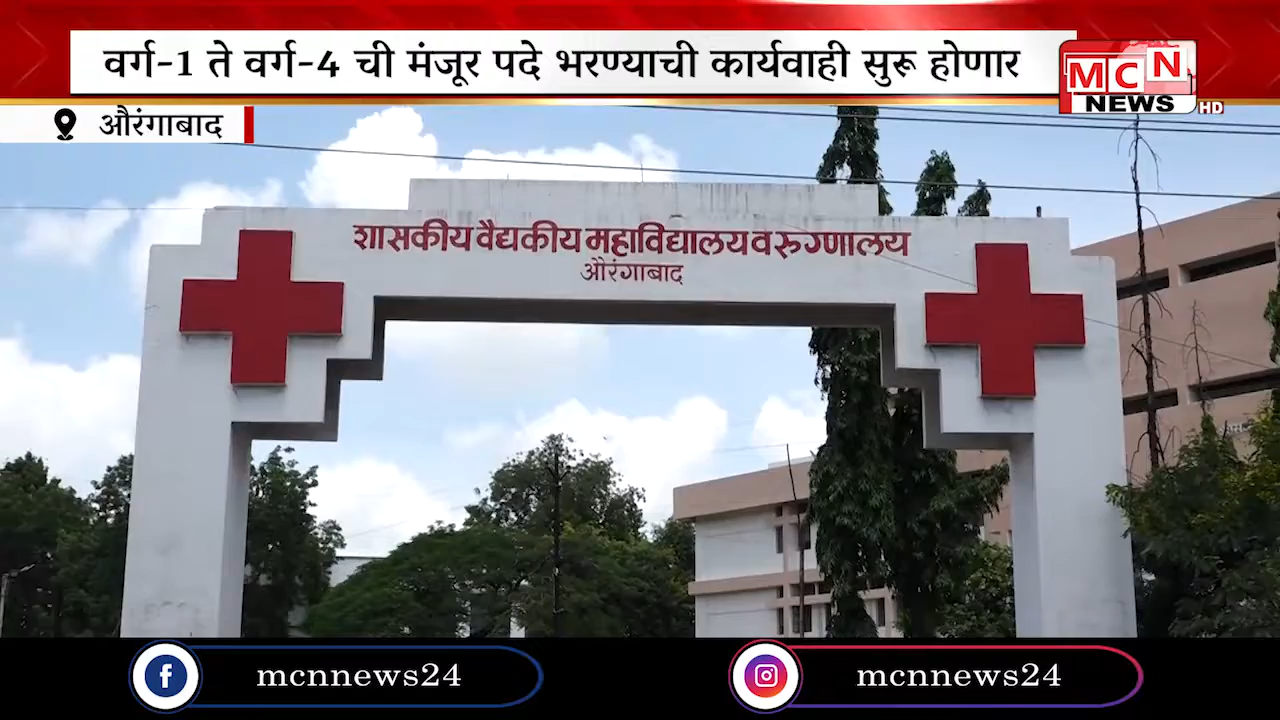 वर्ग-1 ते वर्ग-4 ची मंजूर पदे भरण्याची कार्यवाही सुरू होणार
MCN
NEWS HD
औरंगाबाद
शासकीय वैद्यकीय महाविद्यालय व रुग्णालय
औरंगाबाद
mcnnews24
mcnnews24